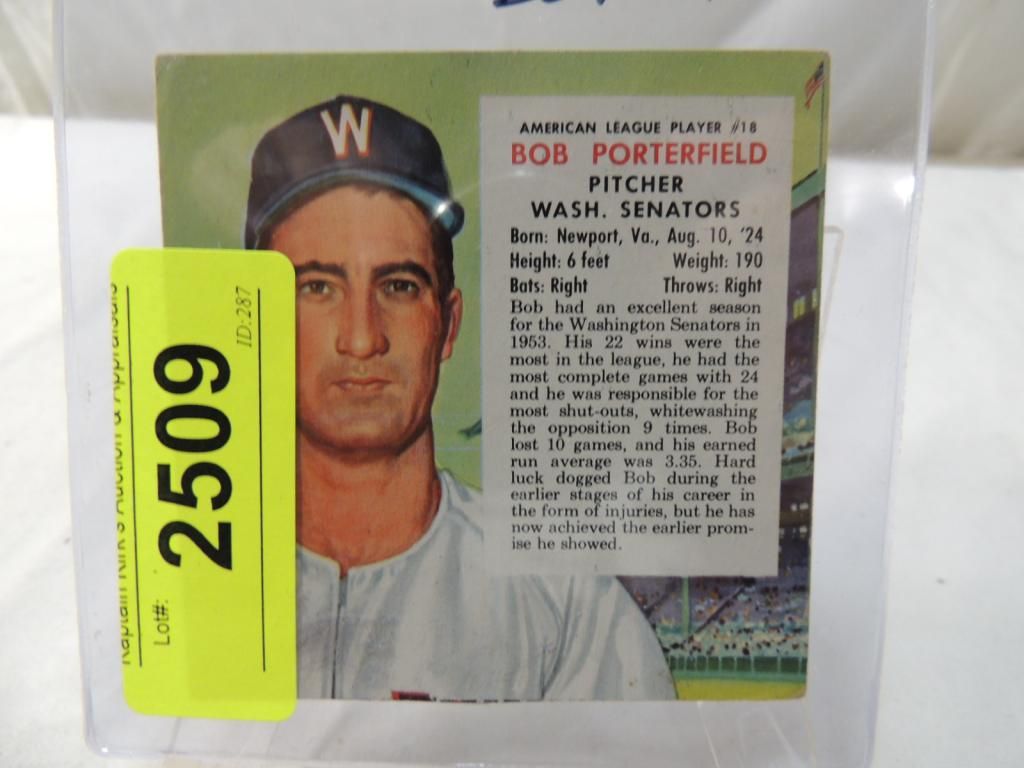 W
AMERICAN LEAGUE PLAYER #18
BOB PORTERFIELD
PITCHER
WASH. SENATORS
Born: Newport, Va., Aug. 10, '24
Height: 6 feet Weight: 190
Bats: Right Throws: Right
Bob had an excellent season
for the Washington Senators in
1953. His 22 wins were the
most in the league, he had the
most complete games with 24
and he was responsible for the
most shut-outs, whitewashing
the opposition 9 times. Bob
lost 10 games, and his earned
run average was 3.35. Hard
luck dogged Bob during the
earlier stages of his career in
the form of injuries, but he has
now achieved the earlier prom-
ise he showed.
Kaptain Kirk's Auction & Appraisals
Lot#:
2509
ID:287